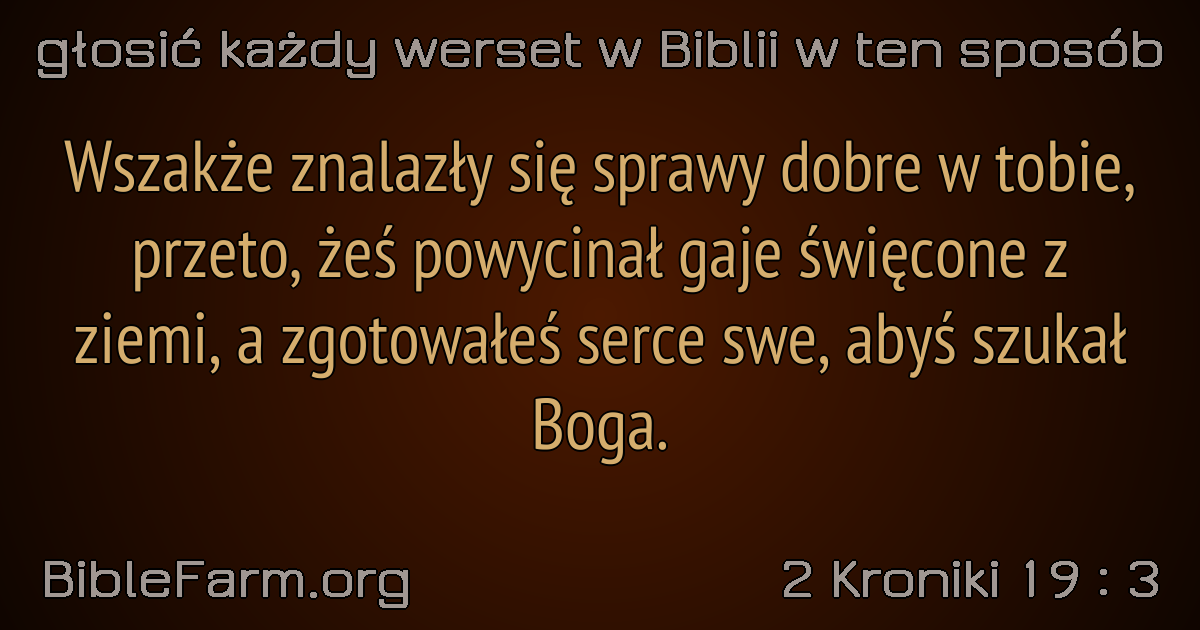 głosić każdy werset w Biblii w ten sposób
Wszakże znalazły się sprawy dobre w tobie,
przeto, żeś powycinał gaje święcone z
ziemi, a zgotowałeś serce swe, abyś szukał
Boga.
BibleFarm.org
2 Kroniki 19 : 3